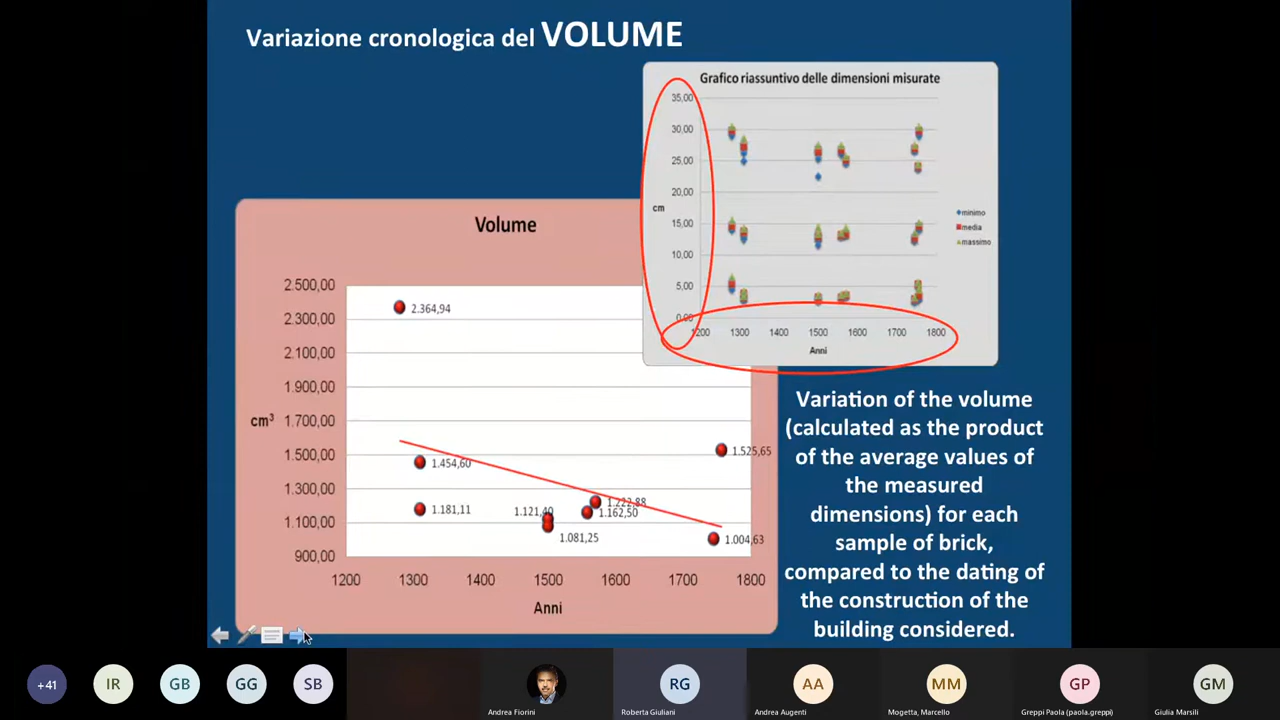 Variazione cronologica del VOLUME
Grafico riassuntivo delle dimensioni misurate
35,00
30,00
25,00
20,00
15,00
10,00
5,00
0,00
cm
1200 1300 1400 1500 1600 1700 1800
Anni
minimo
media
massimo
Volume
2.500,00
2.300,00
2.100,00
1.900,00
1.700,00
1.500,00
1.300,00
1.100,00
900,00
cm³
2.364,94
1.454,60
1.181,11
1.121,40
1.081,25
1.162,50
1.525,65
1.004,63
1200 1300 1400 1500 1600 1700 1800
Anni
Variation of the volume
(calculated as the product
of the average values of
the measured
dimensions) for each
sample of brick,
compared to the dating of
the construction of the
building considered.
+41
IR
GB
GG
SB
Andrea Fiorini
RG
Roberta Giuliani
AA
Andrea Augenti
MM
Mogetta, Marcello
GP
Greppi Paola (paola.greppi)
GM
Giulia Marsili